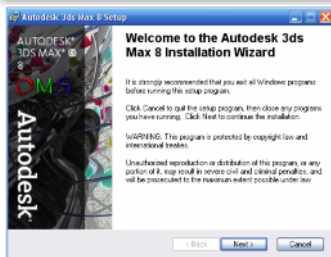 Autodesk 3ds Max 8 Setup
AUTODESK®
3DS MAX® 8
OMS
Autodesk
Welcome to the Autodesk 3ds
Max 8 Installation Wizard
It is strongly recommended that you exit all Windows programs
before running this setup program.
Click Cancel to quit the setup program, then close any programs
you have running. Click Next to continue the installation.
WARNING: This program is protected by copyright law and
international treaties.
Unauthorized reproduction or distribution of this program, or any
portion of it, may result in severe civil and criminal penalties, and
will be prosecuted to the maximum extent possible under law.
< Back
Next >
Cancel